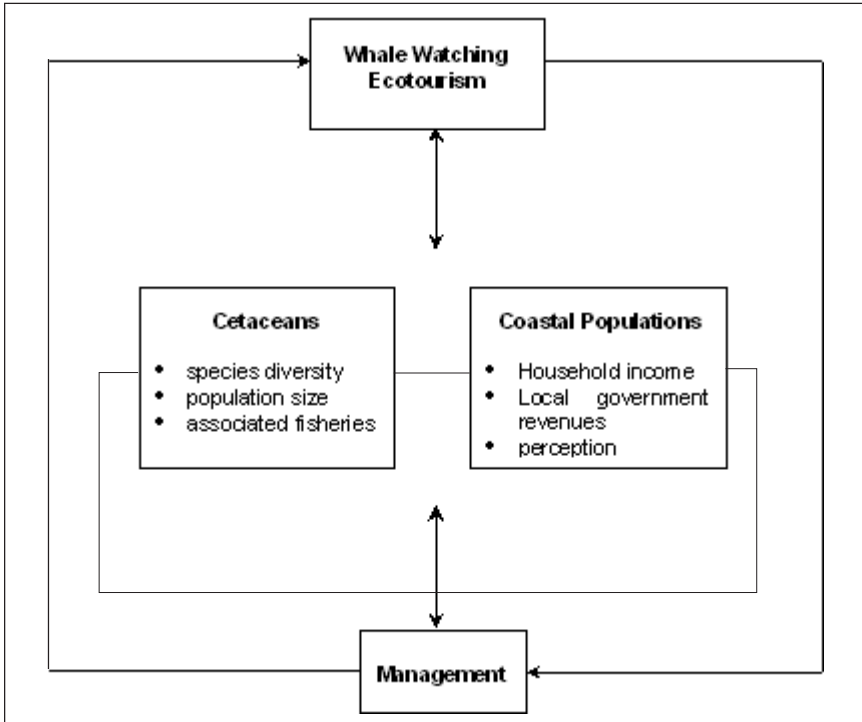 Whale Watching
Ecotourism
Cetaceans
• species diversity
• population size
• associated fisheries
Coastal Populations
• Household income
• Local government
revenues
• perception
Management